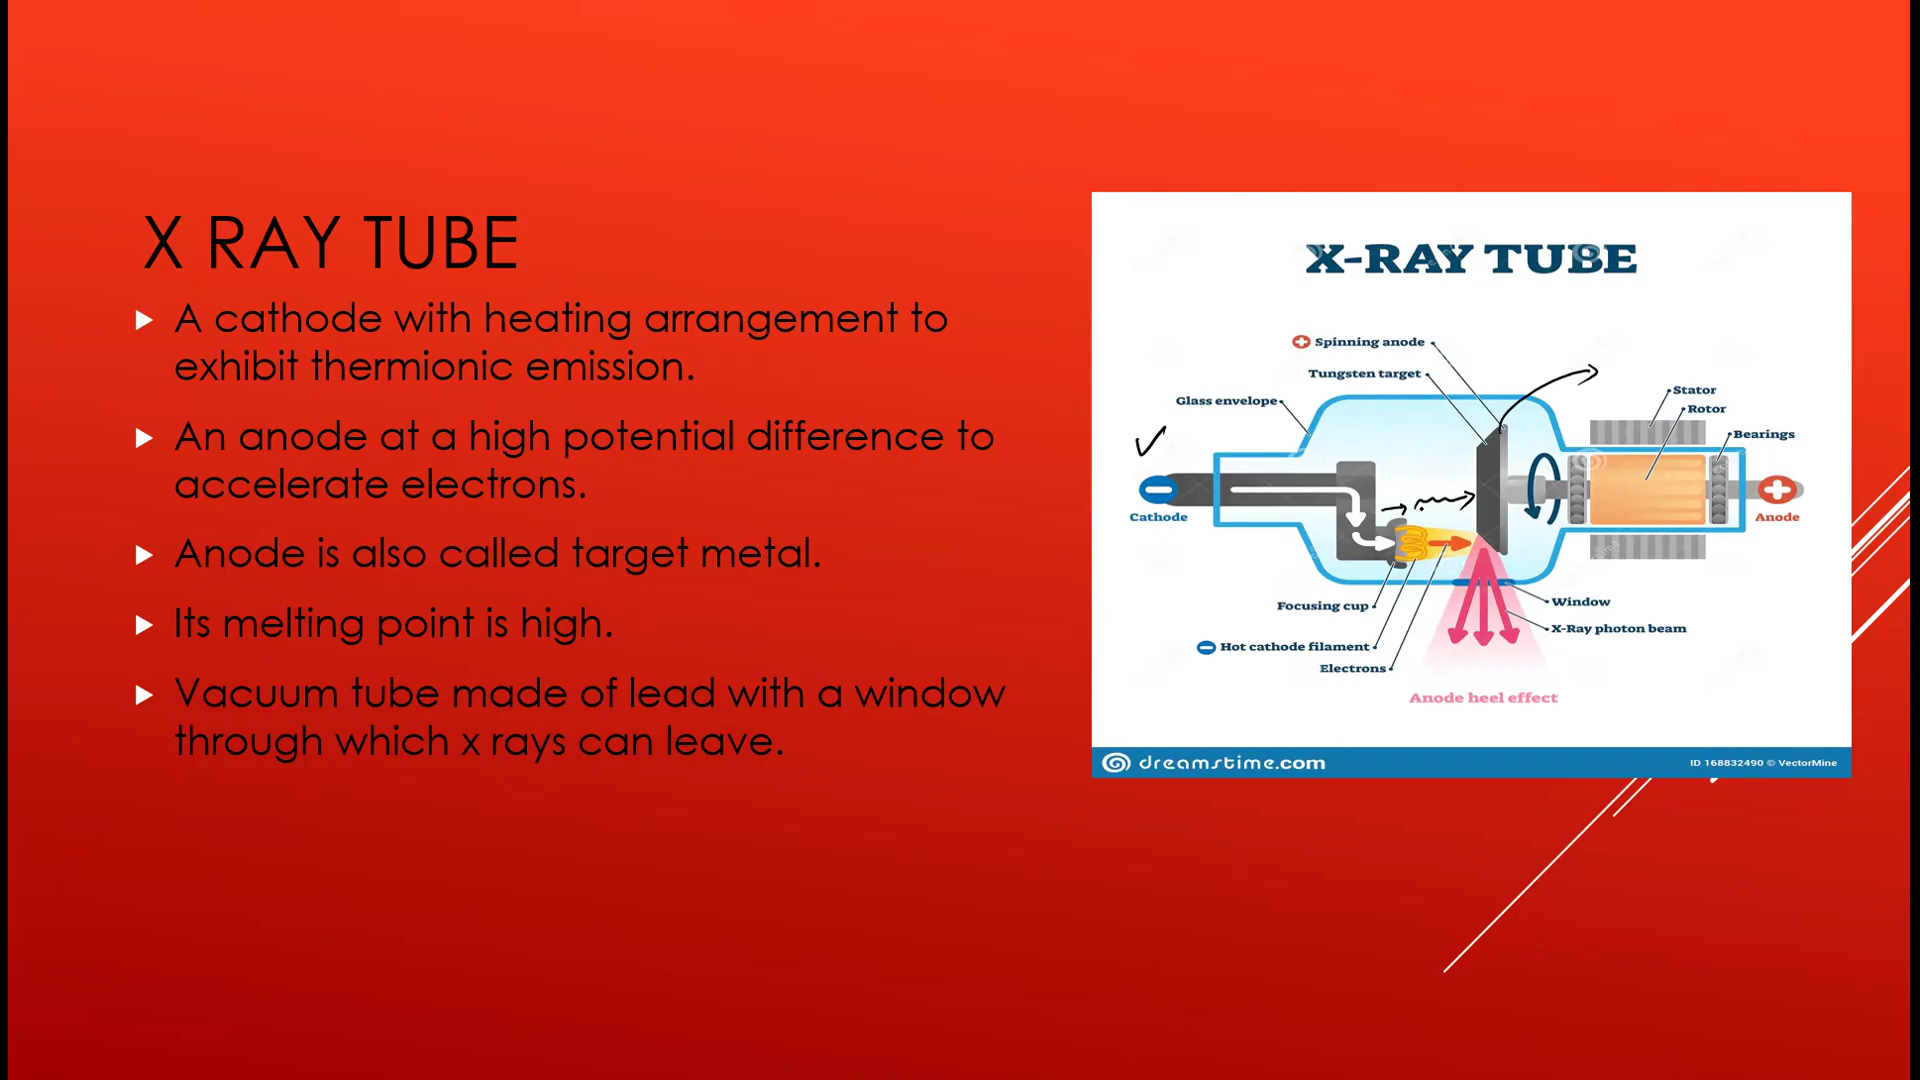 X RAY TUBE
A cathode with heating arrangement to
exhibit thermionic emission.
An anode at a high potential difference to
accelerate electrons.
Anode is also called target metal.
Its melting point is high.
Vacuum tube made of lead with a window
through which x rays can leave.
X-RAY TUBE
Spinning anode
Tungsten target
Glass envelope
Stator
Rotor
Bearings
Cathode
Anode
Focusing cup
Window
X-Ray photon beam
Hot cathode filament
Electrons
Anode heel effect
dreamstime.com
ID 168832490 © VectorMine